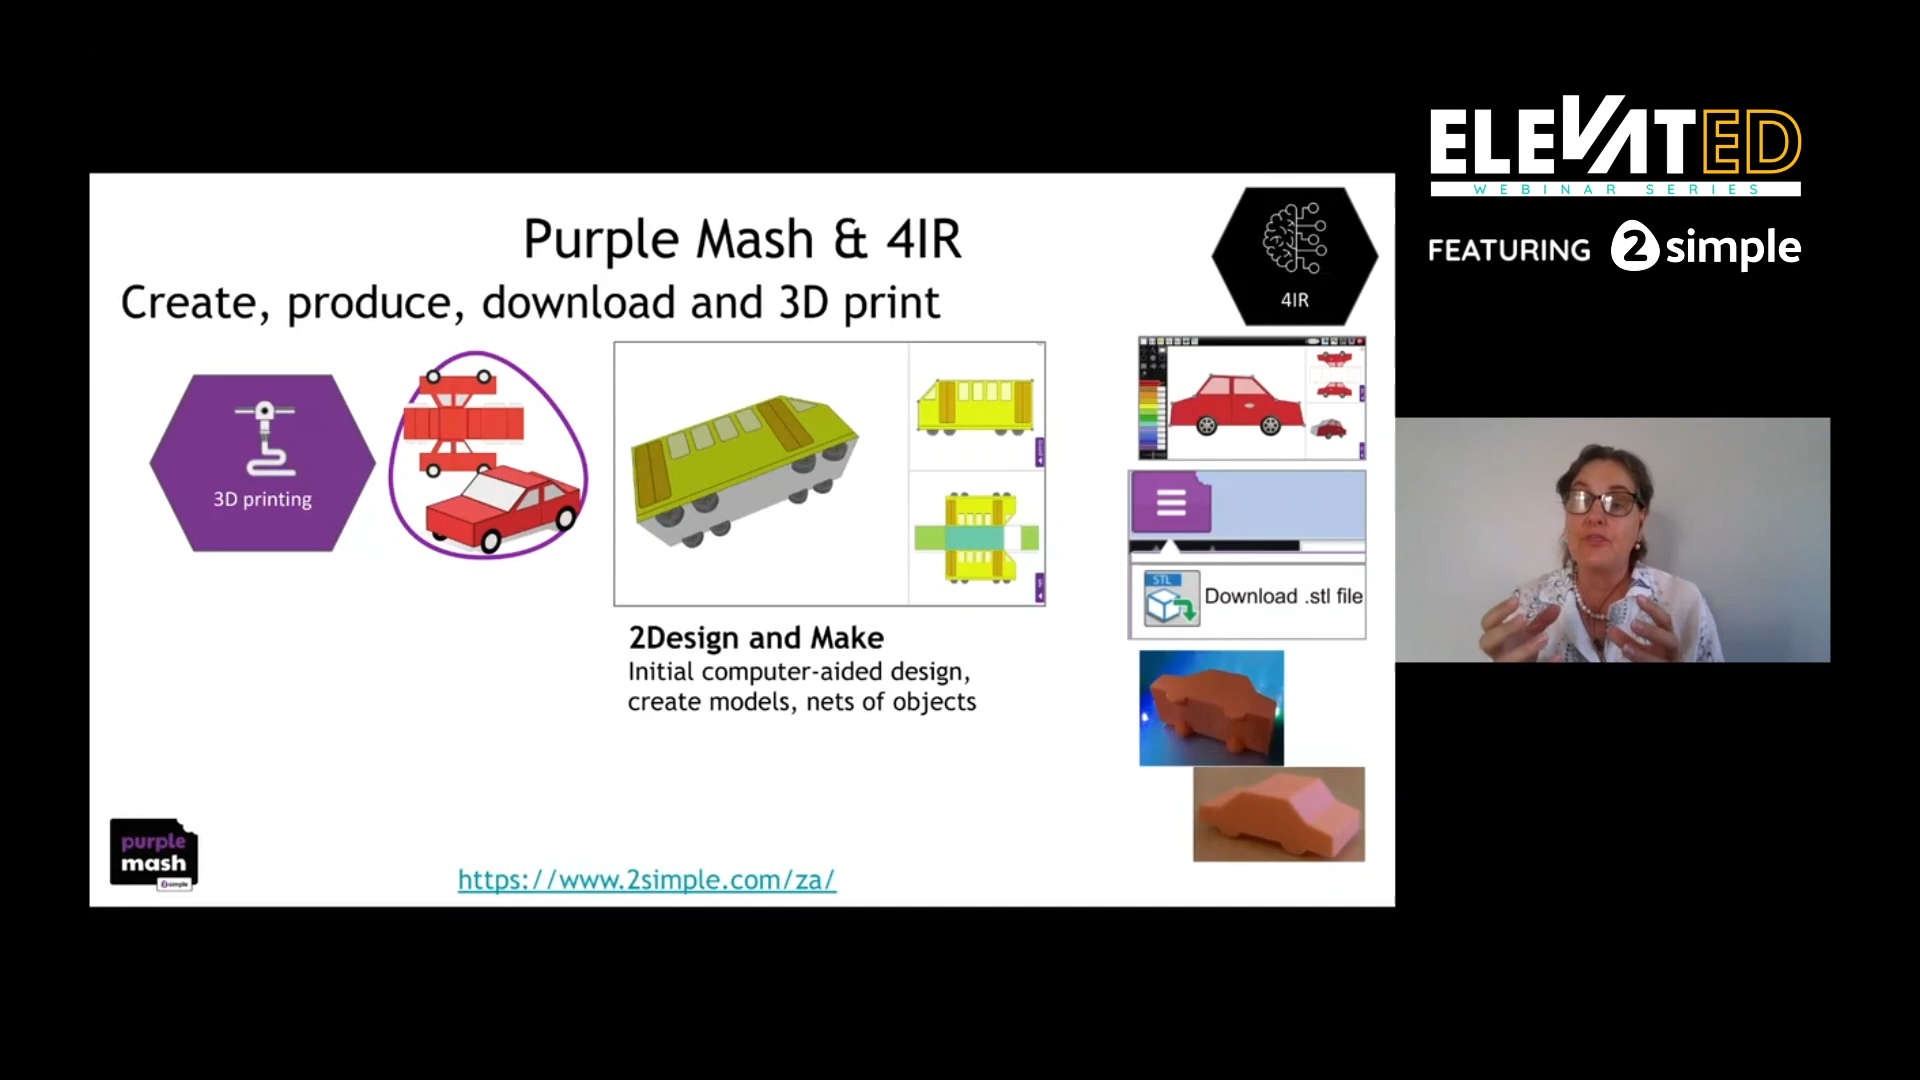 ELEVATED
WEBINAR SERIES
FEATURING 2simple
Purple Mash & 4IR
4IR
Create, produce, download and 3D print
3D printing
STL
Download .stl file
2Design and Make
Initial computer-aided design,
create models, nets of objects
purple
mash
2simple
https://www.2simple.com/za/